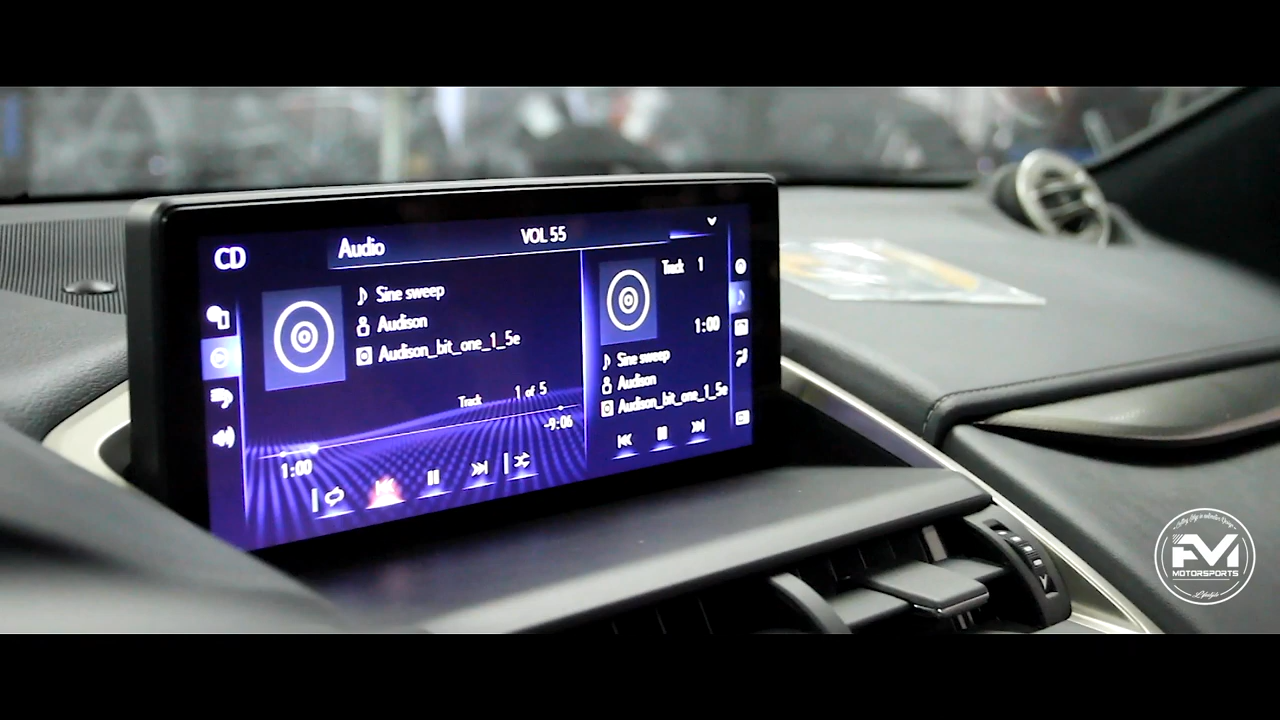 CD
Audio
VOL 55
Sine sweep
Audison
Audison_bit_one_1_5e
Track 1 of 5
1:00
-9:06
Track 1
1:00
Sine sweep
Audison
Audison_bit_one_1_5e
FM
MOTORSPORTS
Lifestyle